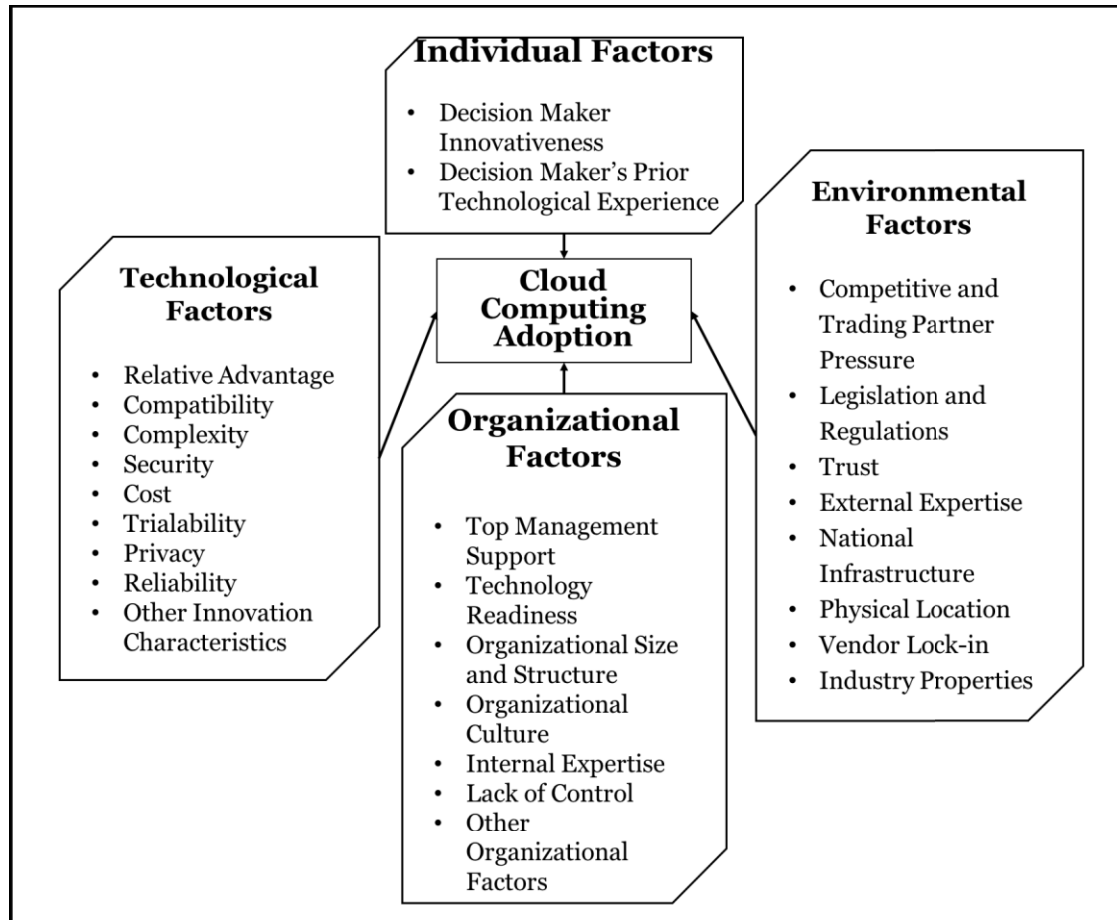 Individual Factors
• Decision Maker
Innovativeness
• Decision Maker’s Prior
Technological Experience
Technological
Factors
• Relative Advantage
• Compatibility
• Complexity
• Security
• Cost
• Trialability
• Privacy
• Reliability
• Other Innovation
Characteristics
Cloud
Computing
Adoption
Organizational
Factors
• Top Management
Support
• Technology
Readiness
• Organizational Size
and Structure
• Organizational
Culture
• Internal Expertise
• Lack of Control
• Other
Organizational
Factors
Environmental
Factors
• Competitive and
Trading Partner
Pressure
• Legislation and
Regulations
• Trust
• External Expertise
• National
Infrastructure
• Physical Location
• Vendor Lock-in
• Industry Properties